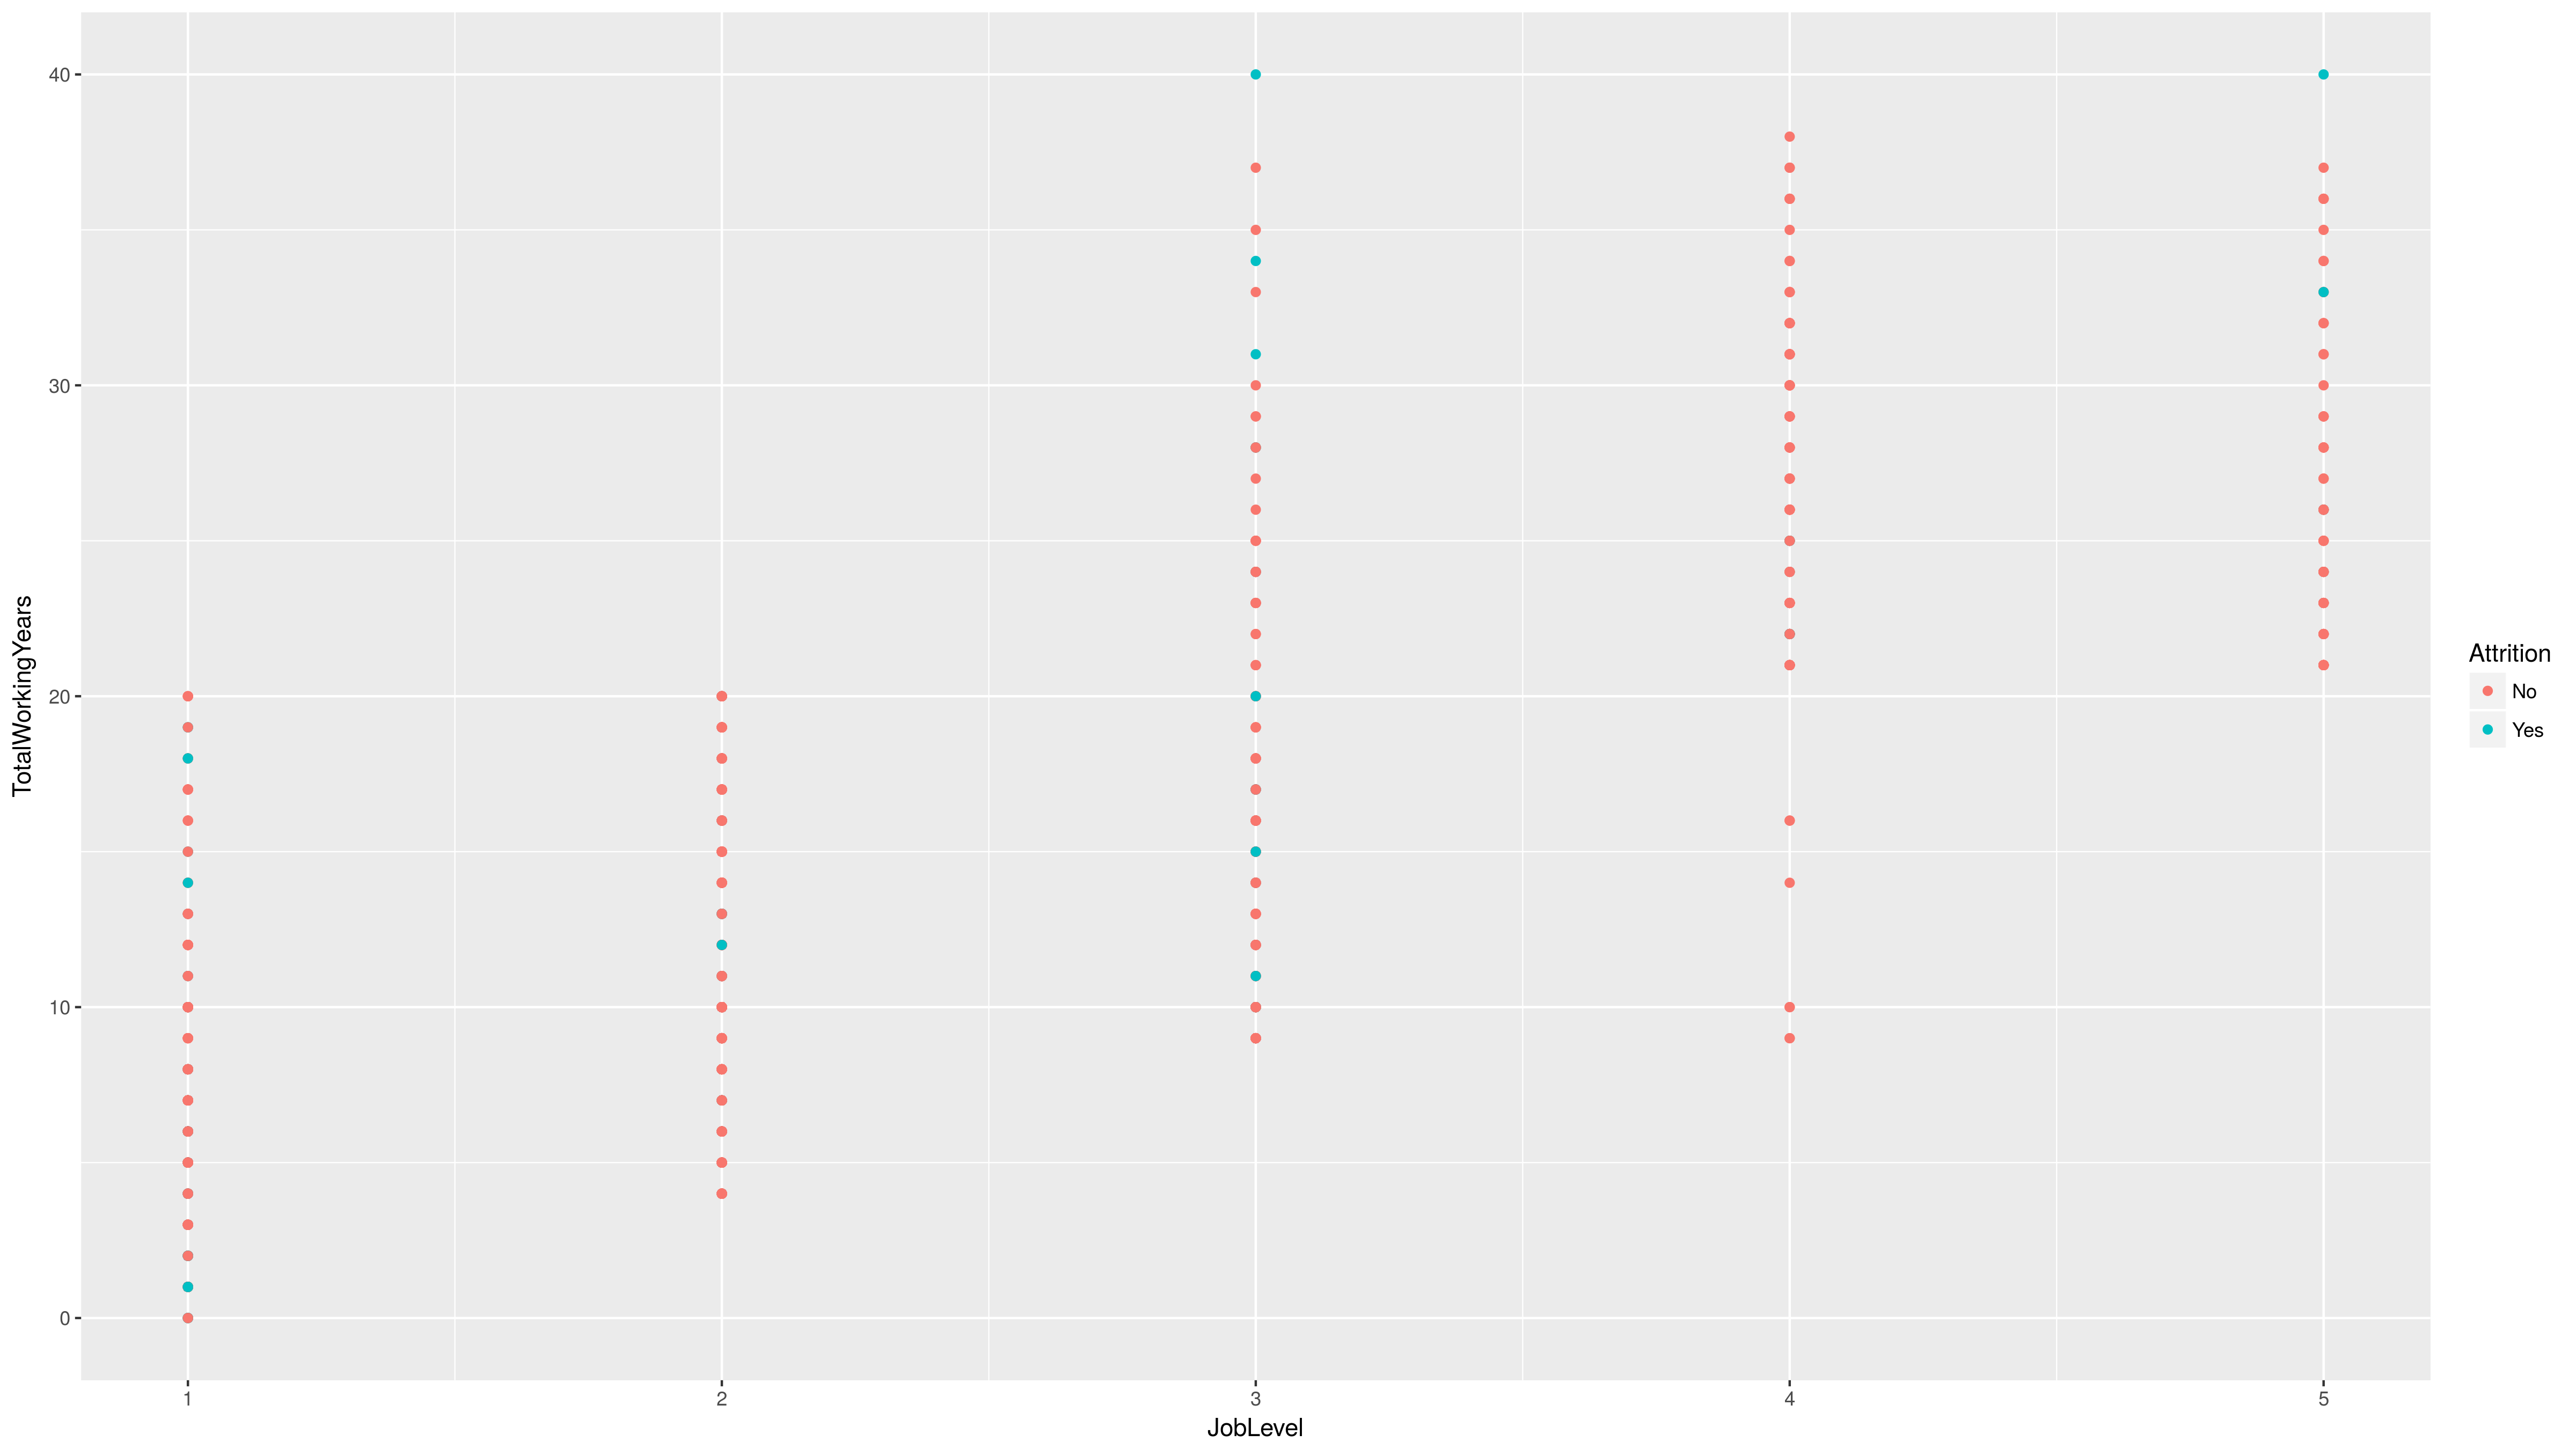 40
30
20
10
0
TotalWorkingYears
1 2 3 4 5
JobLevel
Attrition
No
Yes